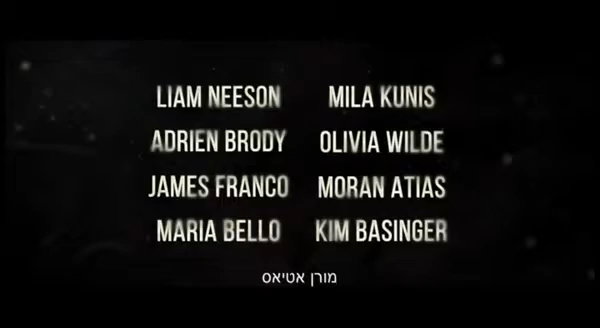 LIAM NEESON MILA KUNIS
ADRIEN BRODY OLIVIA WILDE
JAMES FRANCO MORAN ATIAS
MARIA BELLO KIM BASINGER
מורן אטיאס